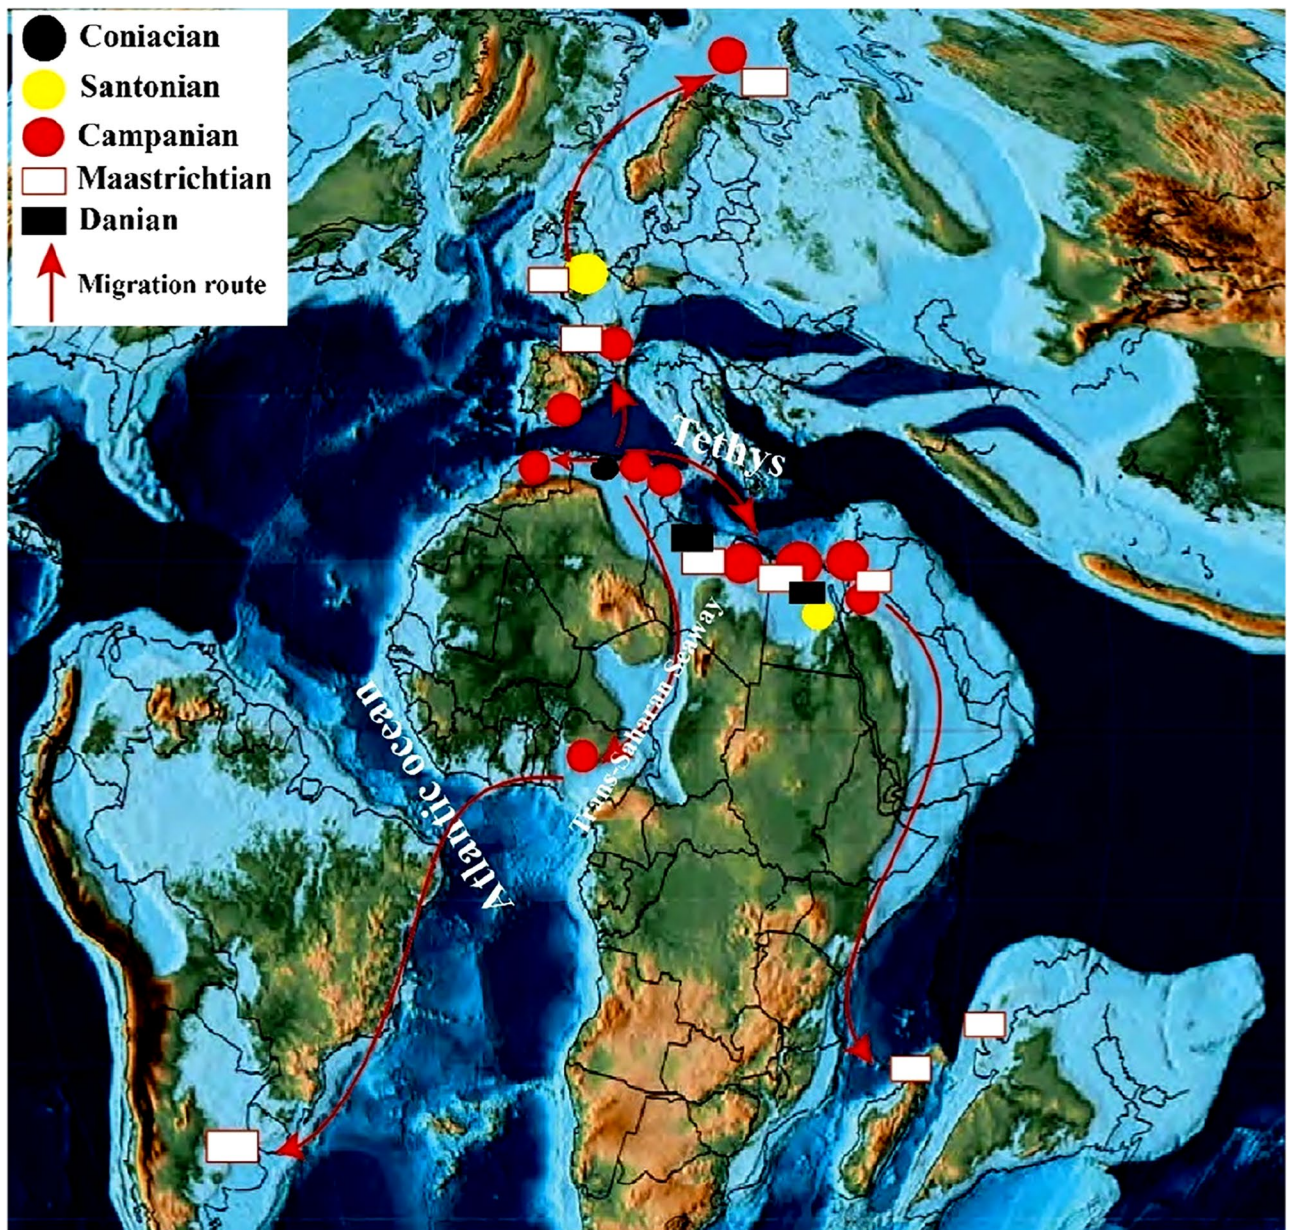 Coniacian
Santonian
Campanian
Maastrichtian
Danian
Migration route
Tethys
Trans-Saharan Seaway
Atlantic ocean